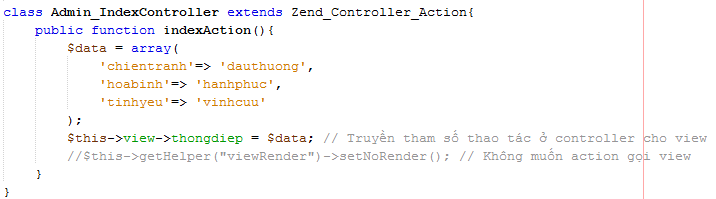 class Admin_IndexController extends Zend_Controller_Action{
public function indexAction(){
$data = array(
'chientranh'=> 'dauthuong',
'hoabinh'=> 'hanhphuc',
'tinhyeu'=> 'vinhcuu'
);
$this->view->thongdiep = $data; // Truyền tham số thao tác ở controller cho view
//$this->getHelper("viewRender")->setNoRender(); // Không muốn action gọi view
}
}